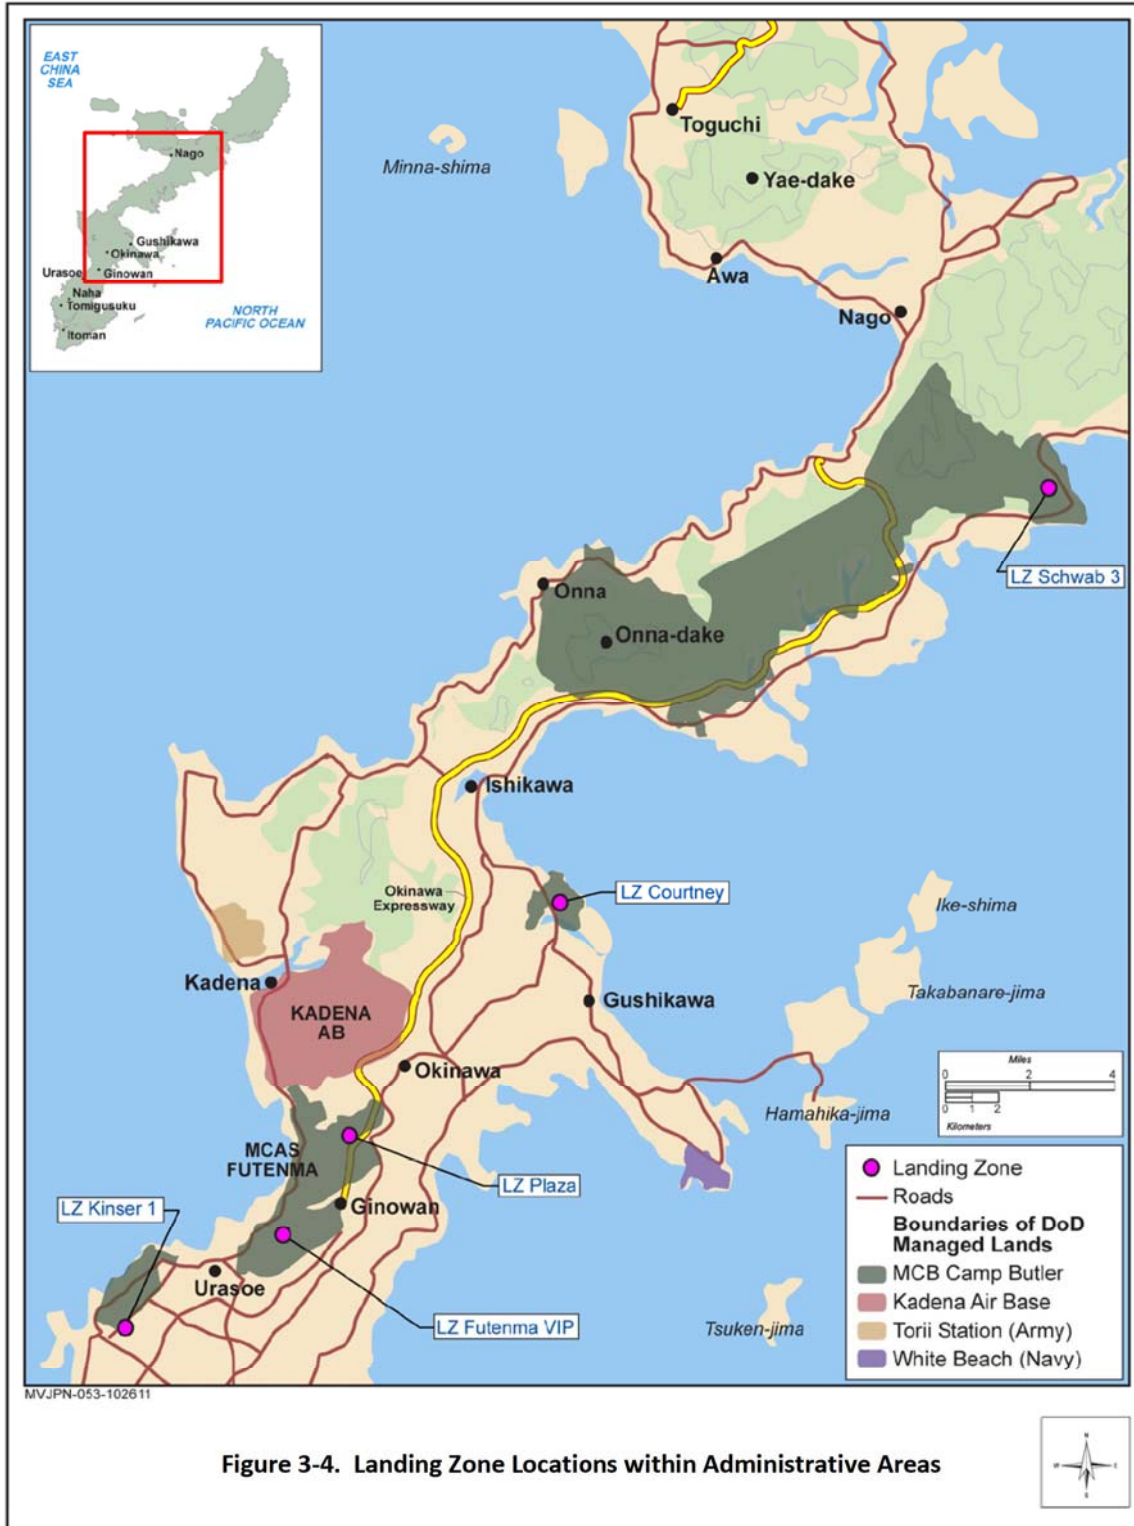 EAST
CHINA
SEA
Nago
Gushikawa
Okinawa
Urasoe
Ginowan
Naha
Tomigusuku
Itoman
NORTH
PACIFIC OCEAN
Toguchi
Minna-shima
Yae-dake
Awa
Nago
LZ Schwab 3
Onna
Onna-dake
Ishikawa
Okinawa
Expressway
LZ Courtney
Ike-shima
Kadena
Takabanare-jima
Gushikawa
KADENA
AB
Okinawa
Hamahika-jima
Miles
0 2 4
0 1 2
Kilometers
MCAS
FUTENMA
LZ Plaza
LZ Kinser 1
Ginowan
Urasoe
LZ Futenma VIP
Tsuken-jima
Landing Zone
Roads
Boundaries of DoD
Managed Lands
MCB Camp Butler
Kadena Air Base
Torii Station (Army)
White Beach (Navy)
MVJPN-053-102611
Figure 3-4. Landing Zone Locations within Administrative Areas
N
W E
S